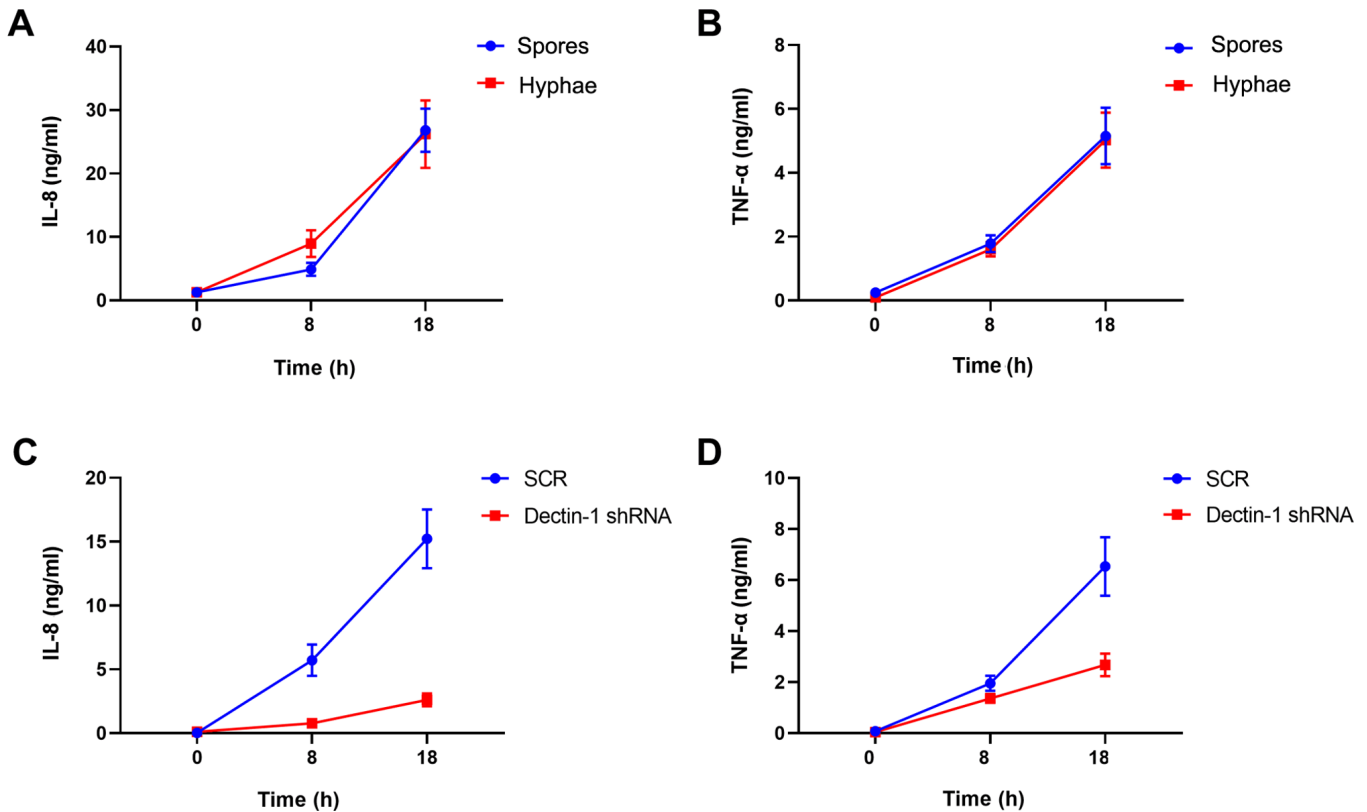 A
Spores
Hyphae
IL-8 (ng/ml)
40
30
20
10
0
0 8 18
Time (h)
B
Spores
Hyphae
TNF-α (ng/ml)
8
6
4
2
0
0 8 18
Time (h)
C
SCR
Dectin-1 shRNA
IL-8 (ng/ml)
20
15
10
5
0
0 8 18
Time (h)
D
SCR
Dectin-1 shRNA
TNF-α (ng/ml)
10
8
6
4
2
0
0 8 18
Time (h)